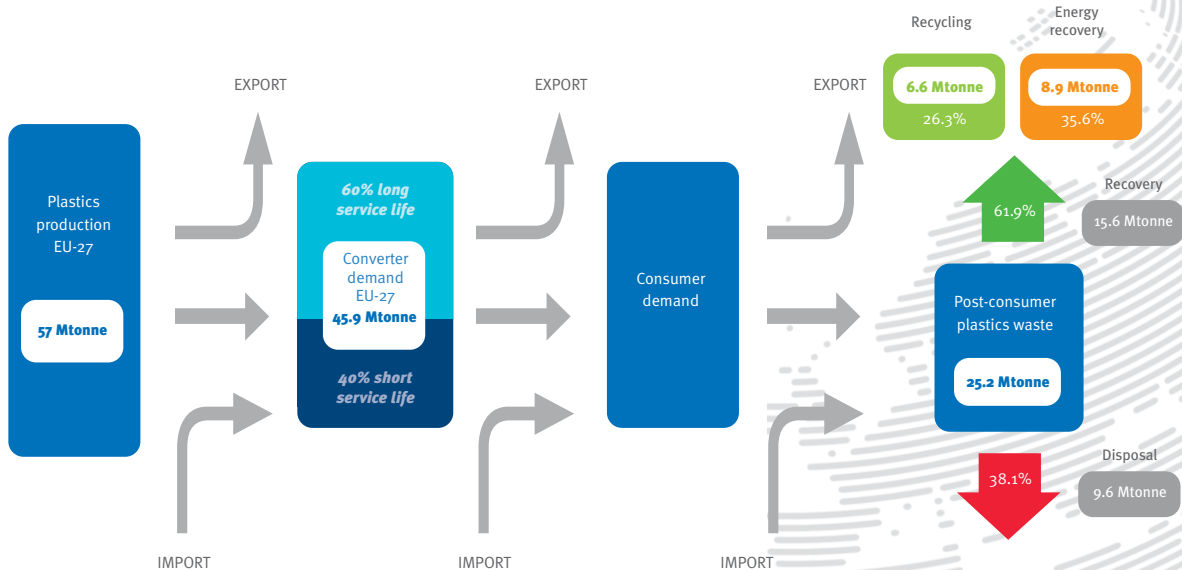 Plastics
production
EU-27
57 Mtonne
EXPORT
IMPORT
60% long
service life
Converter
demand
EU-27
45.9 Mtonne
40% short
service life
EXPORT
IMPORT
Consumer
demand
EXPORT
IMPORT
Recycling
6.6 Mtonne
26.3%
Energy
recovery
8.9 Mtonne
35.6%
61.9%
Recovery
15.6 Mtonne
Post-consumer
plastics waste
25.2 Mtonne
38.1%
Disposal
9.6 Mtonne